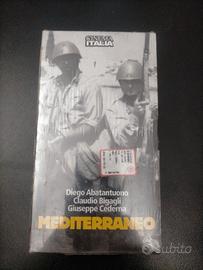 CINEMA
ITALIA
Diego Abatantuono
Claudio Bigagli
Giuseppe Cederna
MEDITERRANEO
subito